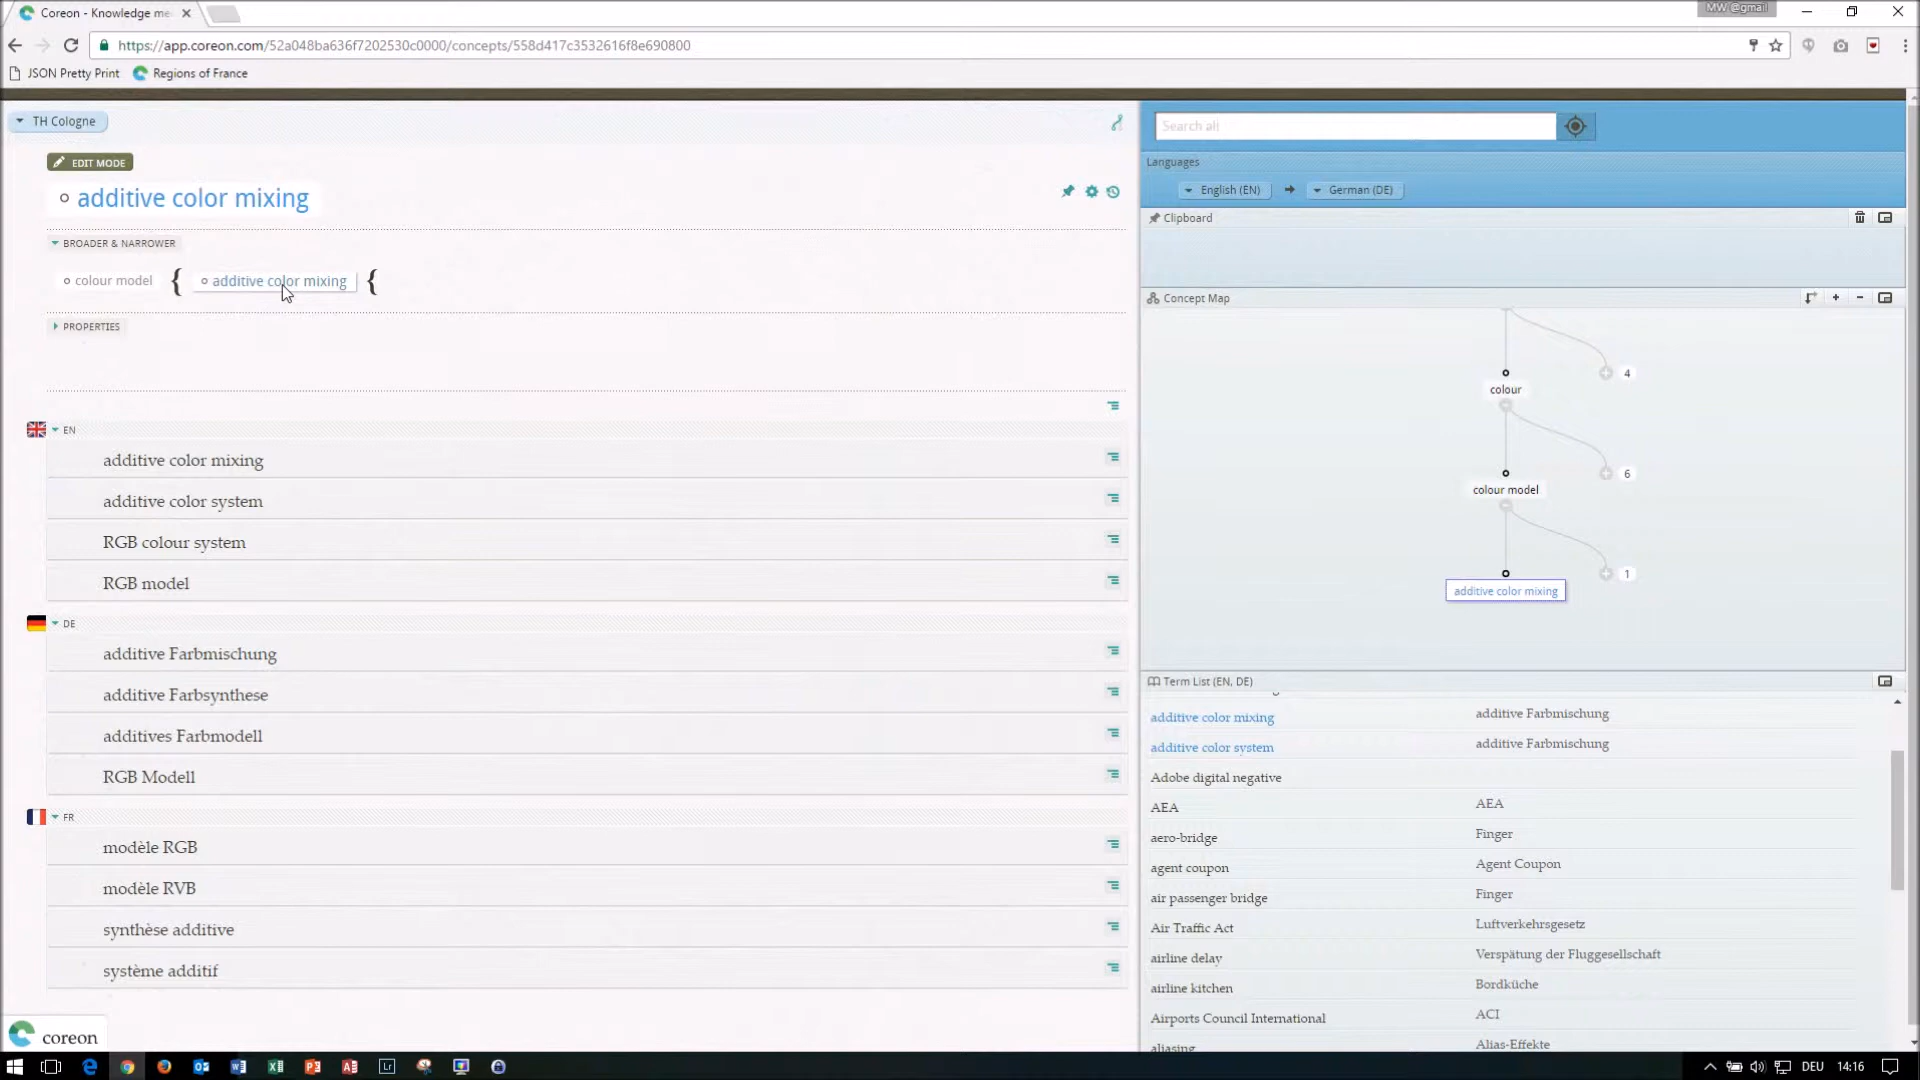 Coreon - Knowledge me
MW @gmail
https://app.coreon.com/52a048ba636f7202530c0000/concepts/558d417c3532616f8e690800
JSON Pretty Print
Regions of France
TH Cologne
EDIT MODE
additive color mixing
BROADER & NARROWER
colour model { additive color mixing {
PROPERTIES
EN
additive color mixing
additive color system
RGB colour system
RGB model
DE
additive Farbmischung
additive Farbsynthese
additives Farbmodell
RGB Modell
FR
modèle RGB
modèle RVB
synthèse additive
système additif
coreon
Search all
Languages
English (EN) German (DE)
Clipboard
Concept Map
4
colour
6
colour model
1
additive color mixing
Term List (EN, DE)
additive color mixing additive Farbmischung
additive color system additive Farbmischung
Adobe digital negative
AEA AEA
aero-bridge Finger
agent coupon Agent Coupon
air passenger bridge Finger
Air Traffic Act Luftverkehrsgesetz
airline delay Verspätung der Fluggesellschaft
airline kitchen Bordküche
Airports Council International ACI
aliasing Alias-Effekte
DEU 14:16